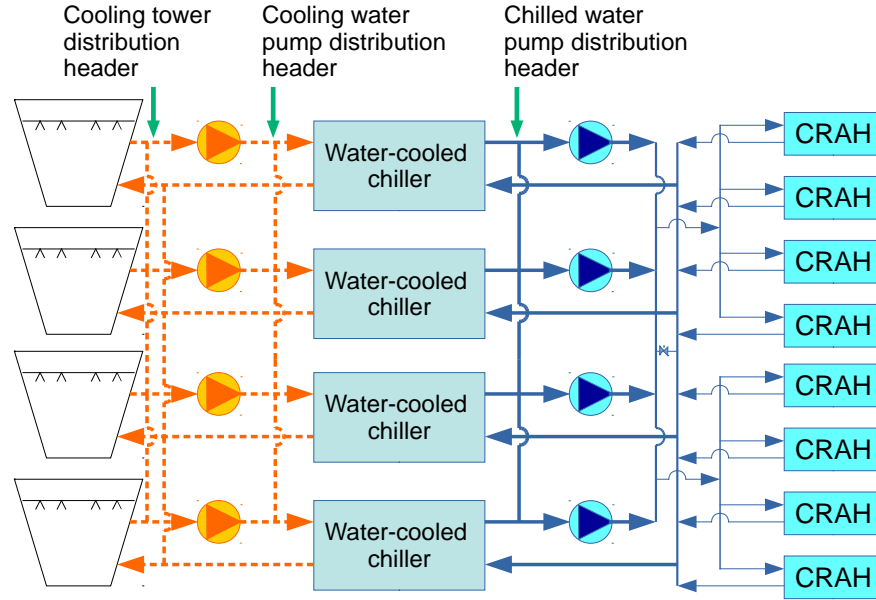 Cooling tower
distribution
header
Cooling water
pump distribution
header
Chilled water
pump distribution
header
Water-cooled
chiller
Water-cooled
chiller
Water-cooled
chiller
Water-cooled
chiller
CRAH
CRAH
CRAH
CRAH
CRAH
CRAH
CRAH
CRAH